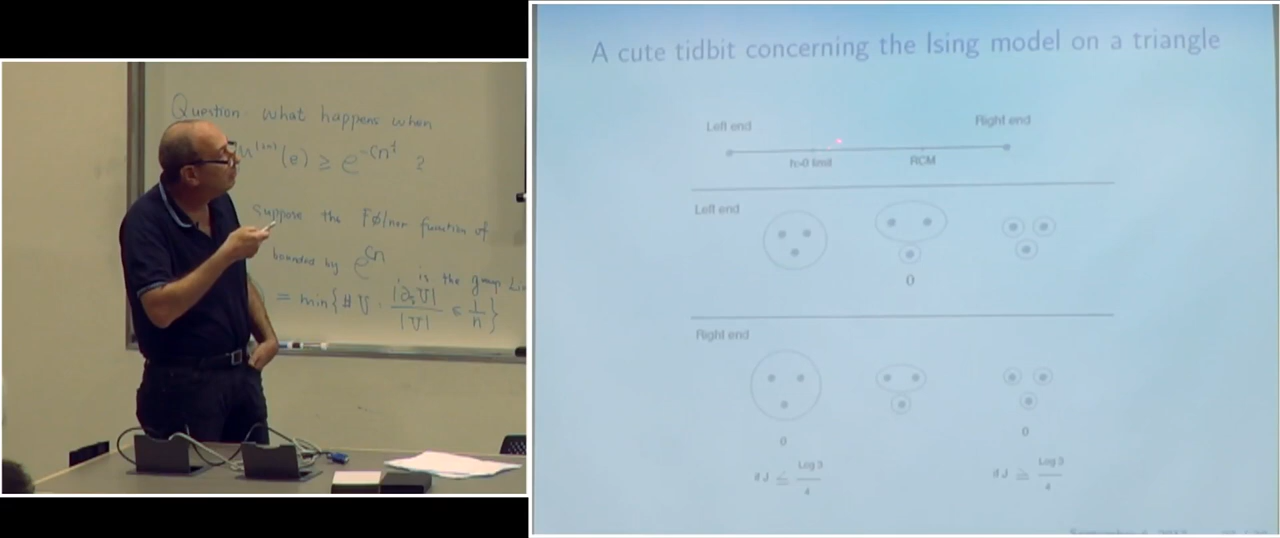 Question what happens when
(e) ≥ e^-Cn ?
Suppose the Følner function of
bounded by e^Cn
is the group
= min{#U · |∂U| / |U| ≤ 1/n}
A cute tidbit concerning the Ising model on a triangle
Left end
Right end
h>0 limit
RCM
Left end
0
Right end
0
0
if J ≤ Log 3 / 4
if J ≥ Log 3 / 4